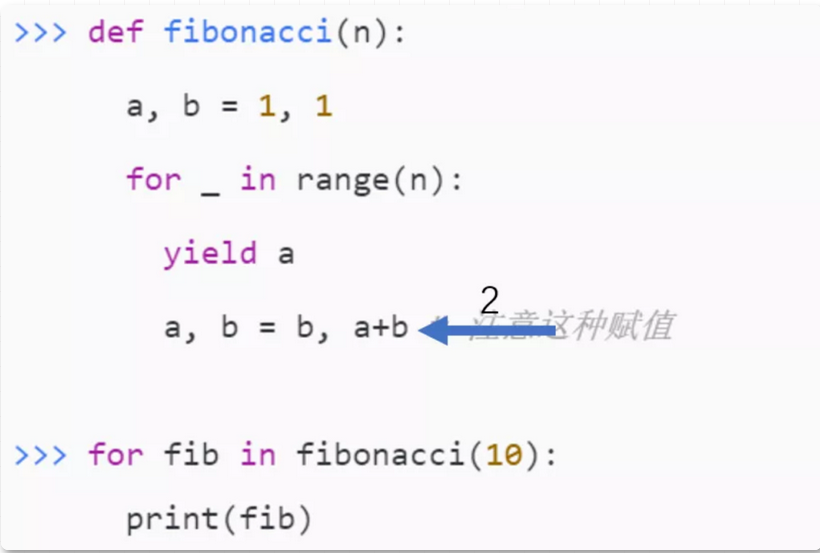 >>> def fibonacci(n):
a, b = 1, 1
for _ in range(n):
yield a
2
a, b = b, a+b 注意这种赋值
>>> for fib in fibonacci(10):
print(fib)